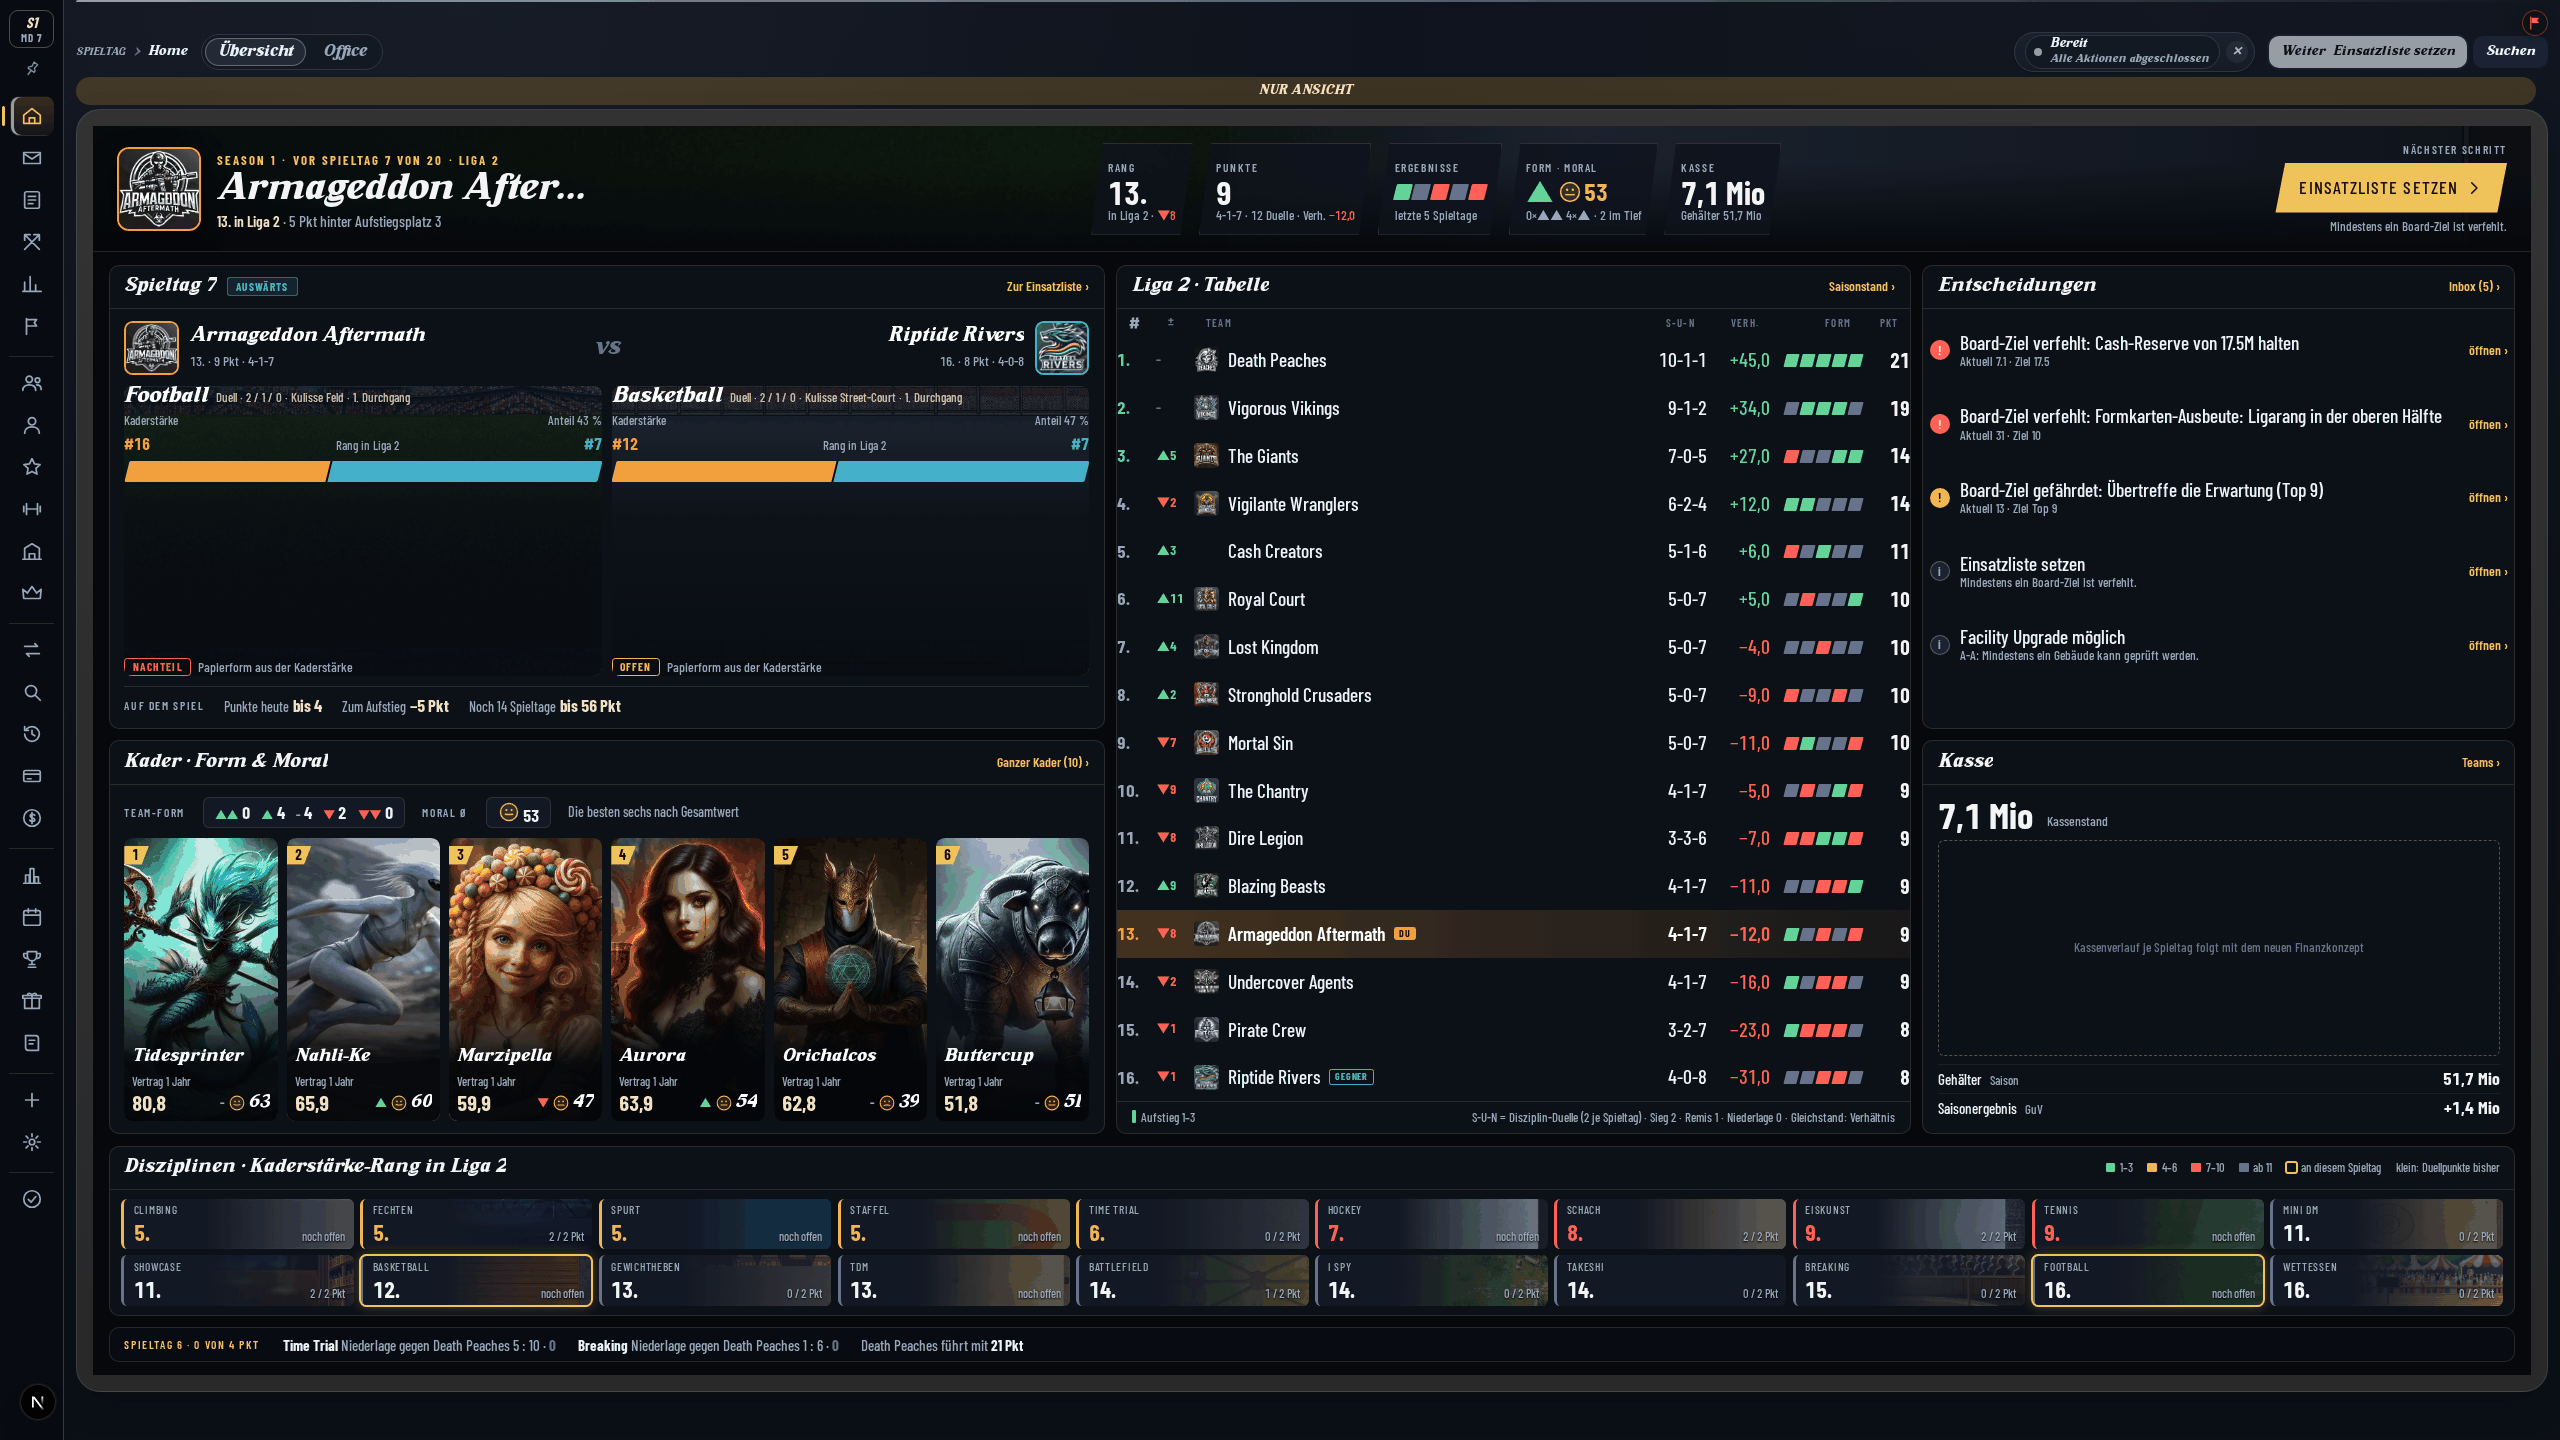 S1
MD 7
SPIELTAG › Home Übersicht Office
Bereit
Alle Aktionen abgeschlossen
Weiter Einsatzliste setzen
Suchen
NUR ANSICHT
SEASON 1 · VOR SPIELTAG 7 VON 20 · LIGA 2
Armageddon After...
13. in Liga 2 · 5 Pkt hinter Aufstiegsplatz 3
RANG
13.
in Liga 2 · ▼8
PUNKTE
9
4-1-7 · 12 Duelle · Verh. −12,0
ERGEBNISSE
letzte 5 Spieltage
FORM · MORAL
▲ 53
0×▲▲ 4×▲ · 2 im Tief
KASSE
7,1 Mio
Gehälter 51,7 Mio
NÄCHSTER SCHRITT
EINSATZLISTE SETZEN ›
Mindestens ein Board-Ziel ist verfehlt.
Spieltag 7 AUSWÄRTS Zur Einsatzliste ›
Armageddon Aftermath
13. · 9 Pkt · 4-1-7
vs
Riptide Rivers
16. · 8 Pkt · 4-0-8
Football Duell · 2 / 1 / 0 · Kulisse Feld · 1. Durchgang
Kaderstärke Anteil 43 %
#16 Rang in Liga 2 #7
NACHTEIL Papierform aus der Kaderstärke
Basketball Duell · 2 / 1 / 0 · Kulisse Street-Court · 1. Durchgang
Kaderstärke Anteil 47 %
#12 Rang in Liga 2 #7
OFFEN Papierform aus der Kaderstärke
AUF DEM SPIEL Punkte heute bis 4 Zum Aufstieg −5 Pkt Noch 14 Spieltage bis 56 Pkt
Kader · Form & Moral Ganzer Kader (10) ›
TEAM-FORM ▲▲ 0 ▲ 4 - 4 ▼ 2 ▼▼ 0 MORAL Ø 53 Die besten sechs nach Gesamtwert
1
Tidesprinter
Vertrag 1 Jahr
80,8 - 63
2
Nahli-Ke
Vertrag 1 Jahr
65,9 ▲ 60
3
Marzipella
Vertrag 1 Jahr
59,9 ▼ 47
4
Aurora
Vertrag 1 Jahr
63,9 ▲ 54
5
Orichalcos
Vertrag 1 Jahr
62,8 - 39
6
Buttercup
Vertrag 1 Jahr
51,8 - 51
Liga 2 · Tabelle Saisonstand ›
# ± TEAM S-U-N VERH. FORM PKT
1. - Death Peaches 10-1-1 +45,0 21
2. - Vigorous Vikings 9-1-2 +34,0 19
3. ▲5 The Giants 7-0-5 +27,0 14
4. ▼2 Vigilante Wranglers 6-2-4 +12,0 14
5. ▲3 Cash Creators 5-1-6 +6,0 11
6. ▲11 Royal Court 5-0-7 +5,0 10
7. ▲4 Lost Kingdom 5-0-7 −4,0 10
8. ▲2 Stronghold Crusaders 5-0-7 −9,0 10
9. ▼7 Mortal Sin 5-0-7 −11,0 10
10. ▼9 The Chantry 4-1-7 −5,0 9
11. ▼8 Dire Legion 3-3-6 −7,0 9
12. ▲9 Blazing Beasts 4-1-7 −11,0 9
13. ▼8 Armageddon Aftermath DU 4-1-7 −12,0 9
14. ▼2 Undercover Agents 4-1-7 −16,0 9
15. ▼1 Pirate Crew 3-2-7 −23,0 8
16. ▼1 Riptide Rivers GEGNER 4-0-8 −31,0 8
Aufstieg 1-3 S-U-N = Disziplin-Duelle (2 je Spieltag) · Sieg 2 · Remis 1 · Niederlage 0 · Gleichstand: Verhältnis
Entscheidungen Inbox (5) ›
Board-Ziel verfehlt: Cash-Reserve von 17.5M halten
Aktuell 7.1 · Ziel 17.5
öffnen ›
Board-Ziel verfehlt: Formkarten-Ausbeute: Ligarang in der oberen Hälfte
Aktuell 31 · Ziel 10
öffnen ›
Board-Ziel gefährdet: Übertreffe die Erwartung (Top 9)
Aktuell 13 · Ziel Top 9
öffnen ›
Einsatzliste setzen
Mindestens ein Board-Ziel ist verfehlt.
öffnen ›
Facility Upgrade möglich
A-A: Mindestens ein Gebäude kann geprüft werden.
öffnen ›
Kasse Teams ›
7,1 Mio Kassenstand
Kassenverlauf je Spieltag folgt mit dem neuen Finanzkonzept
Gehälter Saison 51,7 Mio
Saisonergebnis GuV +1,4 Mio
Disziplinen · Kaderstärke-Rang in Liga 2 1-3 4-6 7-10 ab 11 an diesem Spieltag klein: Duellpunkte bisher
CLIMBING
5. noch offen
FECHTEN
5. 2 / 2 Pkt
SPURT
5. noch offen
STAFFEL
5. noch offen
TIME TRIAL
6. 0 / 2 Pkt
HOCKEY
7. noch offen
SCHACH
8. 2 / 2 Pkt
EISKUNST
9. 2 / 2 Pkt
TENNIS
9. noch offen
MINI DM
11. 0 / 2 Pkt
SHOWCASE
11. 2 / 2 Pkt
BASKETBALL
12. noch offen
GEWICHTHEBEN
13. 0 / 2 Pkt
TDM
13. noch offen
BATTLEFIELD
14. 1 / 2 Pkt
I SPY
14. 0 / 2 Pkt
TAKESHI
14. 0 / 2 Pkt
BREAKING
15. 0 / 2 Pkt
FOOTBALL
16. noch offen
WETTESSEN
16. 0 / 2 Pkt
SPIELTAG 6 · 0 VON 4 PKT Time Trial Niederlage gegen Death Peaches 5 : 10 · 0 Breaking Niederlage gegen Death Peaches 1 : 6 · 0 Death Peaches führt mit 21 Pkt
N